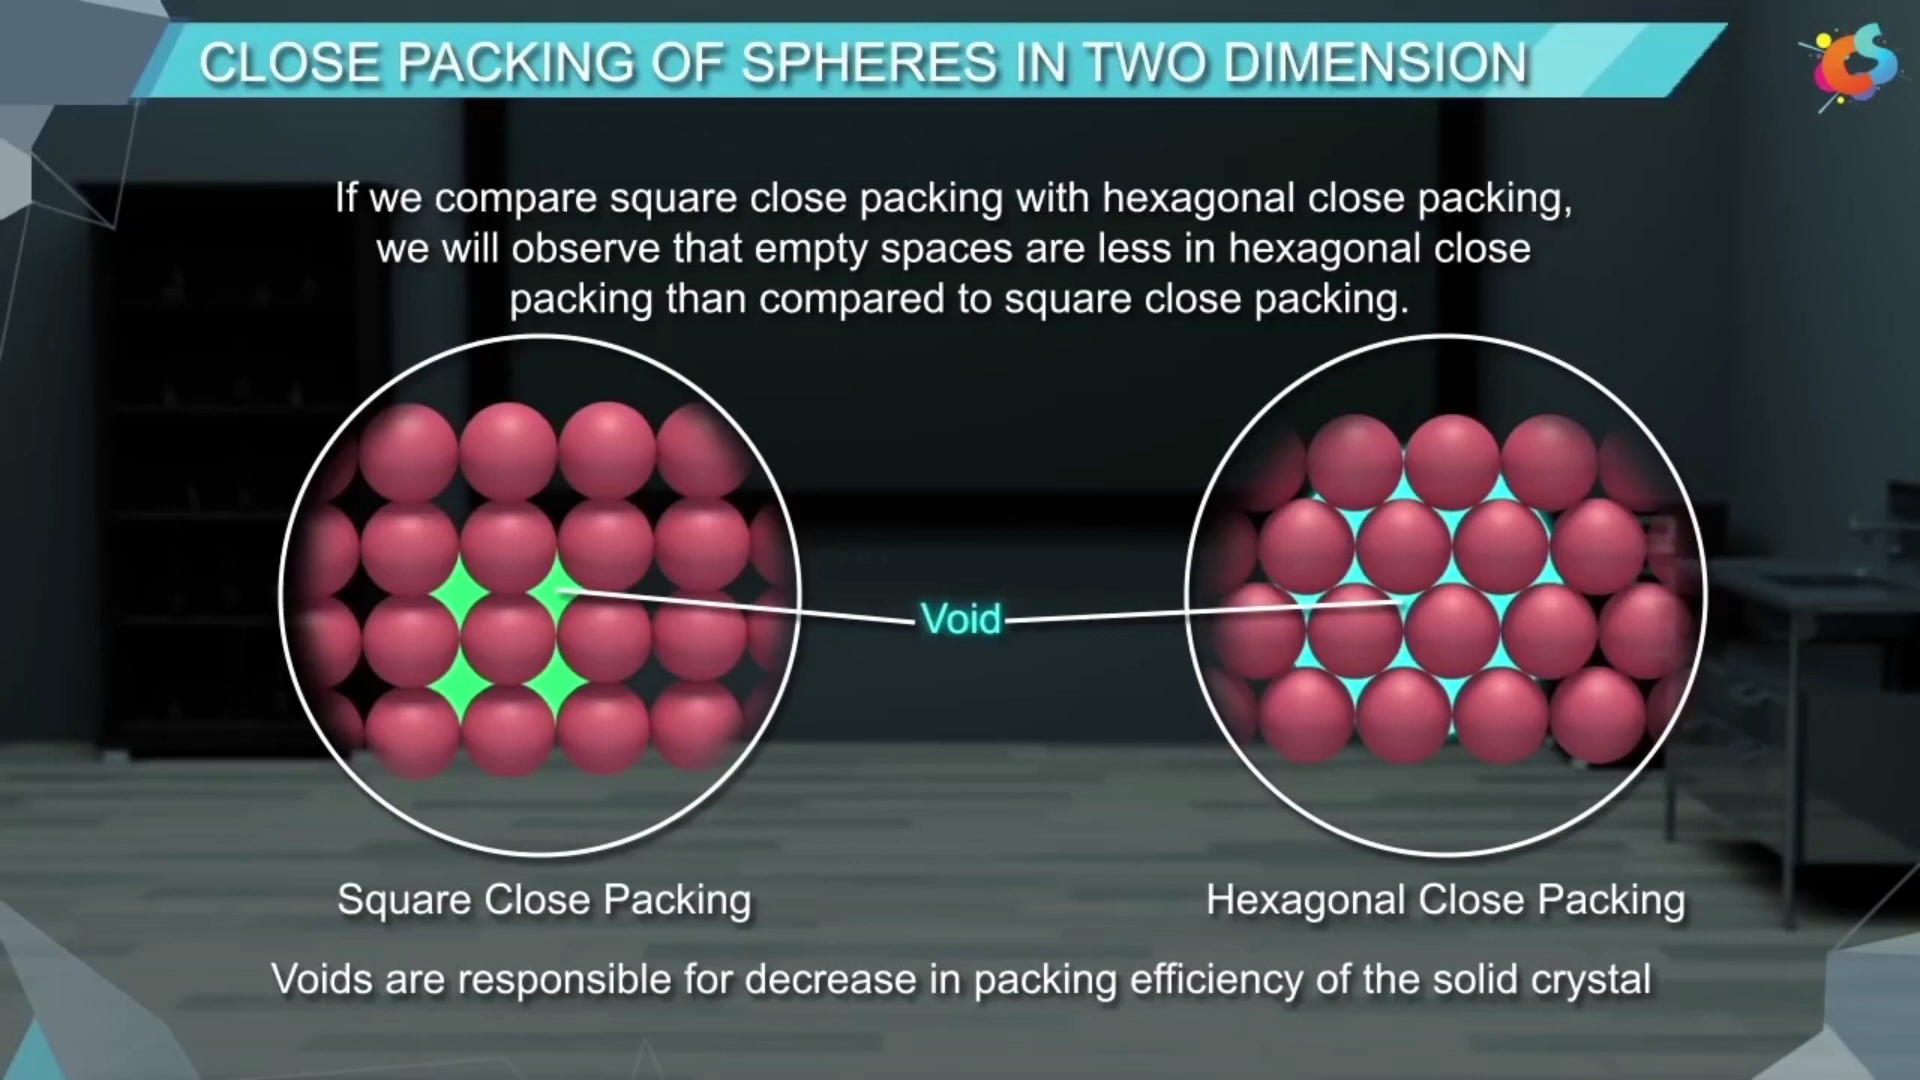 CLOSE PACKING OF SPHERES IN TWO DIMENSION
CS
If we compare square close packing with hexagonal close packing,
we will observe that empty spaces are less in hexagonal close
packing than compared to square close packing.
Void
Square Close Packing
Hexagonal Close Packing
Voids are responsible for decrease in packing efficiency of the solid crystal